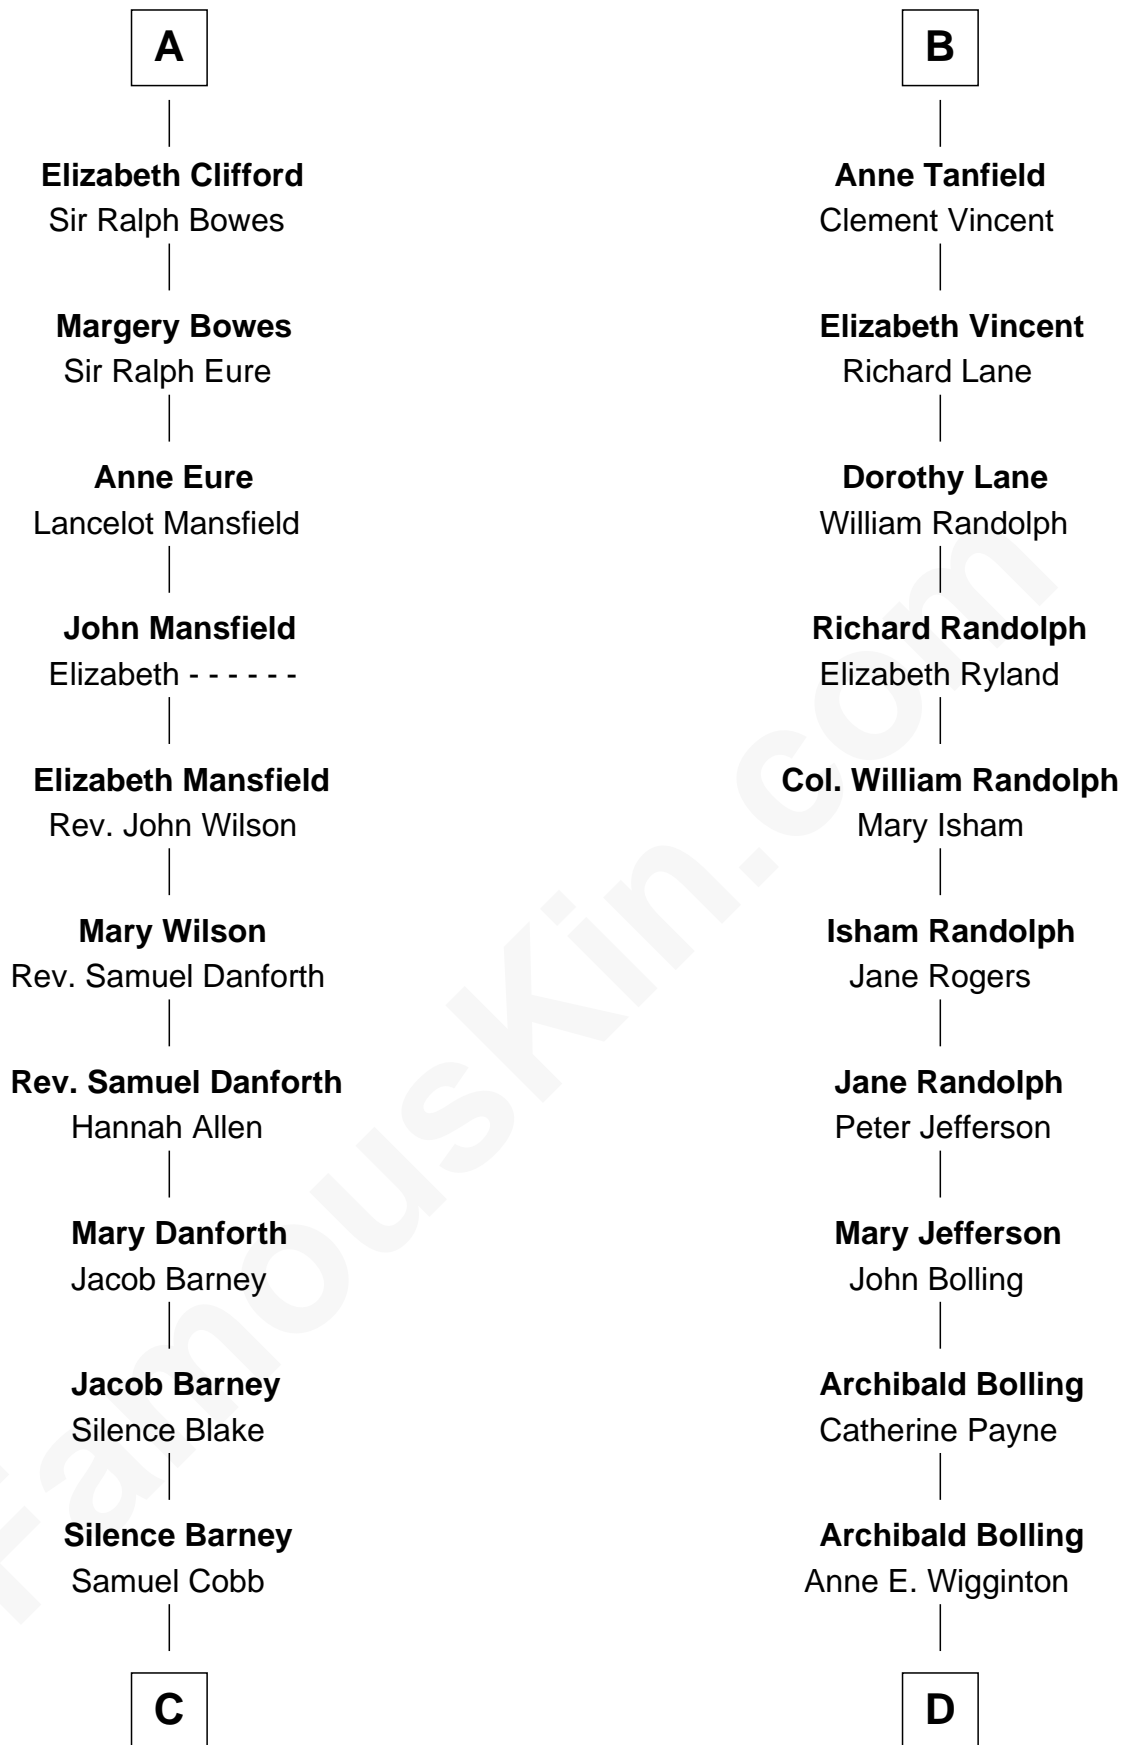 A
Elizabeth Clifford
Sir Ralph Bowes
Margery Bowes
Sir Ralph Eure
Anne Eure
Lancelot Mansfield
John Mansfield
Elizabeth - - - - - -
Elizabeth Mansfield
Rev. John Wilson
Mary Wilson
Rev. Samuel Danforth
Rev. Samuel Danforth
Hannah Allen
Mary Danforth
Jacob Barney
Jacob Barney
Silence Blake
Silence Barney
Samuel Cobb
C
B
Anne Tanfield
Clement Vincent
Elizabeth Vincent
Richard Lane
Dorothy Lane
William Randolph
Richard Randolph
Elizabeth Ryland
Col. William Randolph
Mary Isham
Isham Randolph
Jane Rogers
Jane Randolph
Peter Jefferson
Mary Jefferson
John Bolling
Archibald Bolling
Catherine Payne
Archibald Bolling
Anne E. Wigginton
D
FamousKin.com